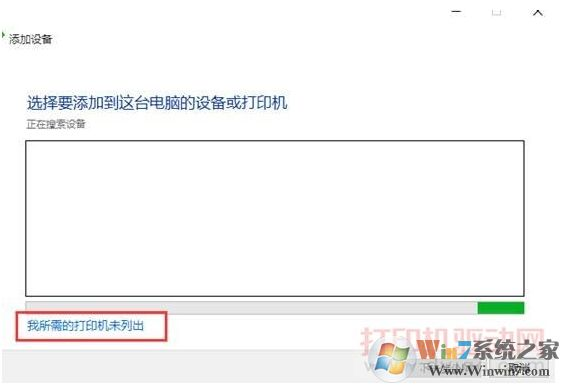 添加设备
选择要添加到这台电脑的设备或打印机
正在搜索设备
我所需的打印机未列出
打印机驱动网
Win7系统之家
取消
Www.Winwin7.com